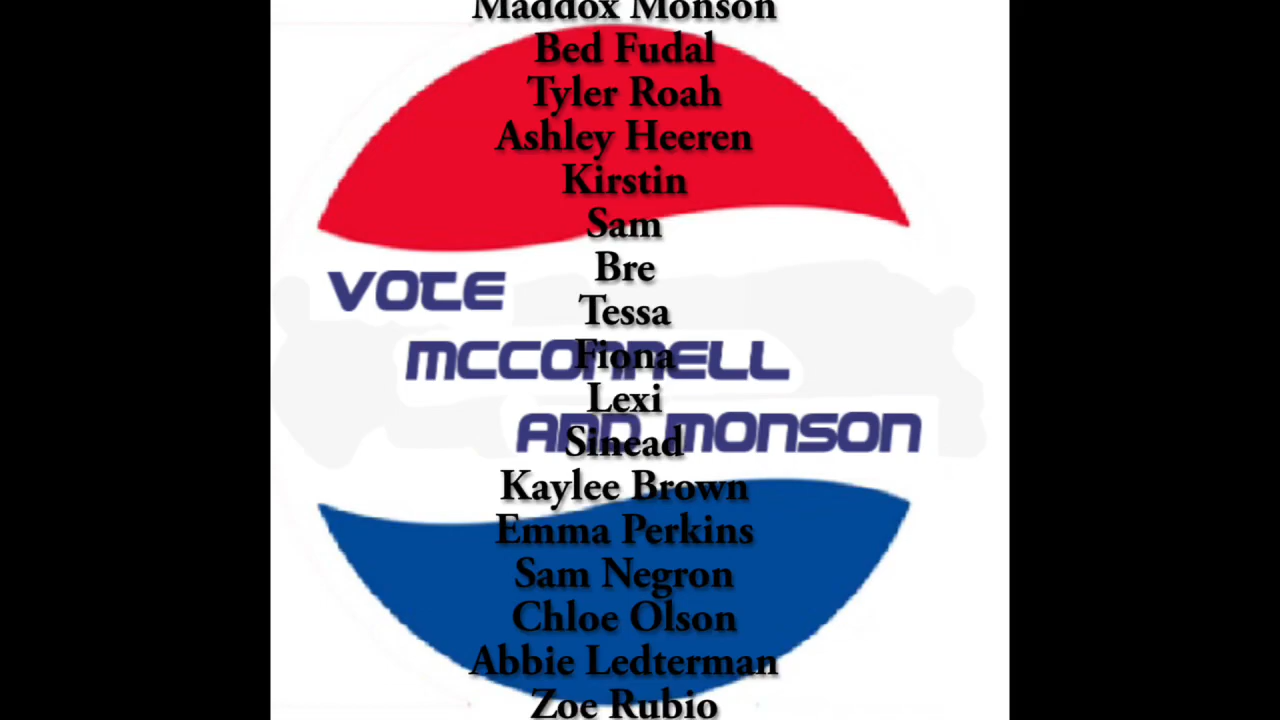 Maddox Monson
Bed Fudal
Tyler Roah
Ashley Heeren
Kirstin
Sam
Bre
VOTE
Tessa
MCCONNELL
Fiona
Lexi
AND MONSON
Sinead
Kaylee Brown
Emma Perkins
Sam Negron
Chloe Olson
Abbie Ledterman
Zoe Rubio